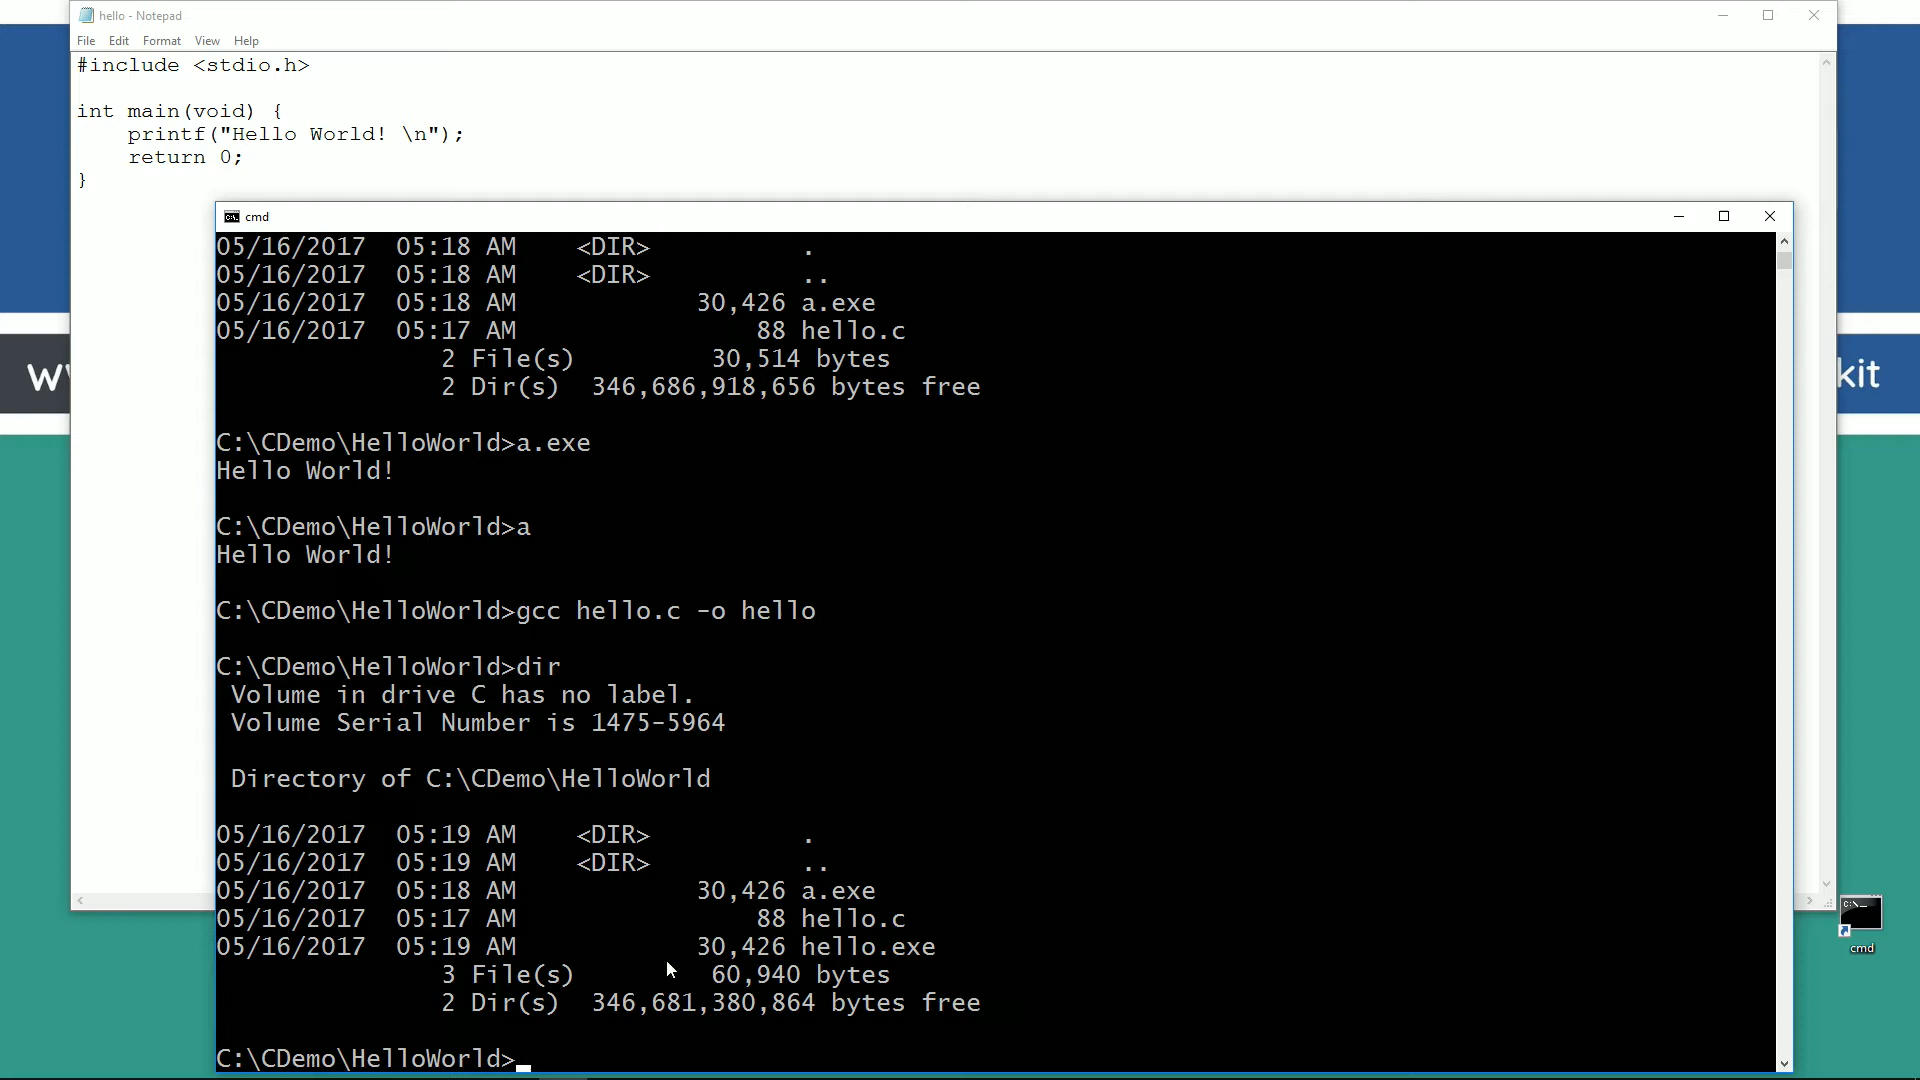 hello - Notepad
File Edit Format View Help
#include <stdio.h>
int main(void) {
    printf("Hello World! \n");
    return 0;
}
cmd
05/16/2017  05:18 AM    <DIR>          .
05/16/2017  05:18 AM    <DIR>          ..
05/16/2017  05:18 AM            30,426 a.exe
05/16/2017  05:17 AM                88 hello.c
               2 File(s)         30,514 bytes
               2 Dir(s)  346,686,918,656 bytes free
C:\CDemo\HelloWorld>a.exe
Hello World!
C:\CDemo\HelloWorld>a
Hello World!
C:\CDemo\HelloWorld>gcc hello.c -o hello
C:\CDemo\HelloWorld>dir
 Volume in drive C has no label.
 Volume Serial Number is 1475-5964
 Directory of C:\CDemo\HelloWorld
05/16/2017  05:19 AM    <DIR>          .
05/16/2017  05:19 AM    <DIR>          ..
05/16/2017  05:18 AM            30,426 a.exe
05/16/2017  05:17 AM                88 hello.c
05/16/2017  05:19 AM            30,426 hello.exe
               3 File(s)         60,940 bytes
               2 Dir(s)  346,681,380,864 bytes free
C:\CDemo\HelloWorld>
kit
cmd